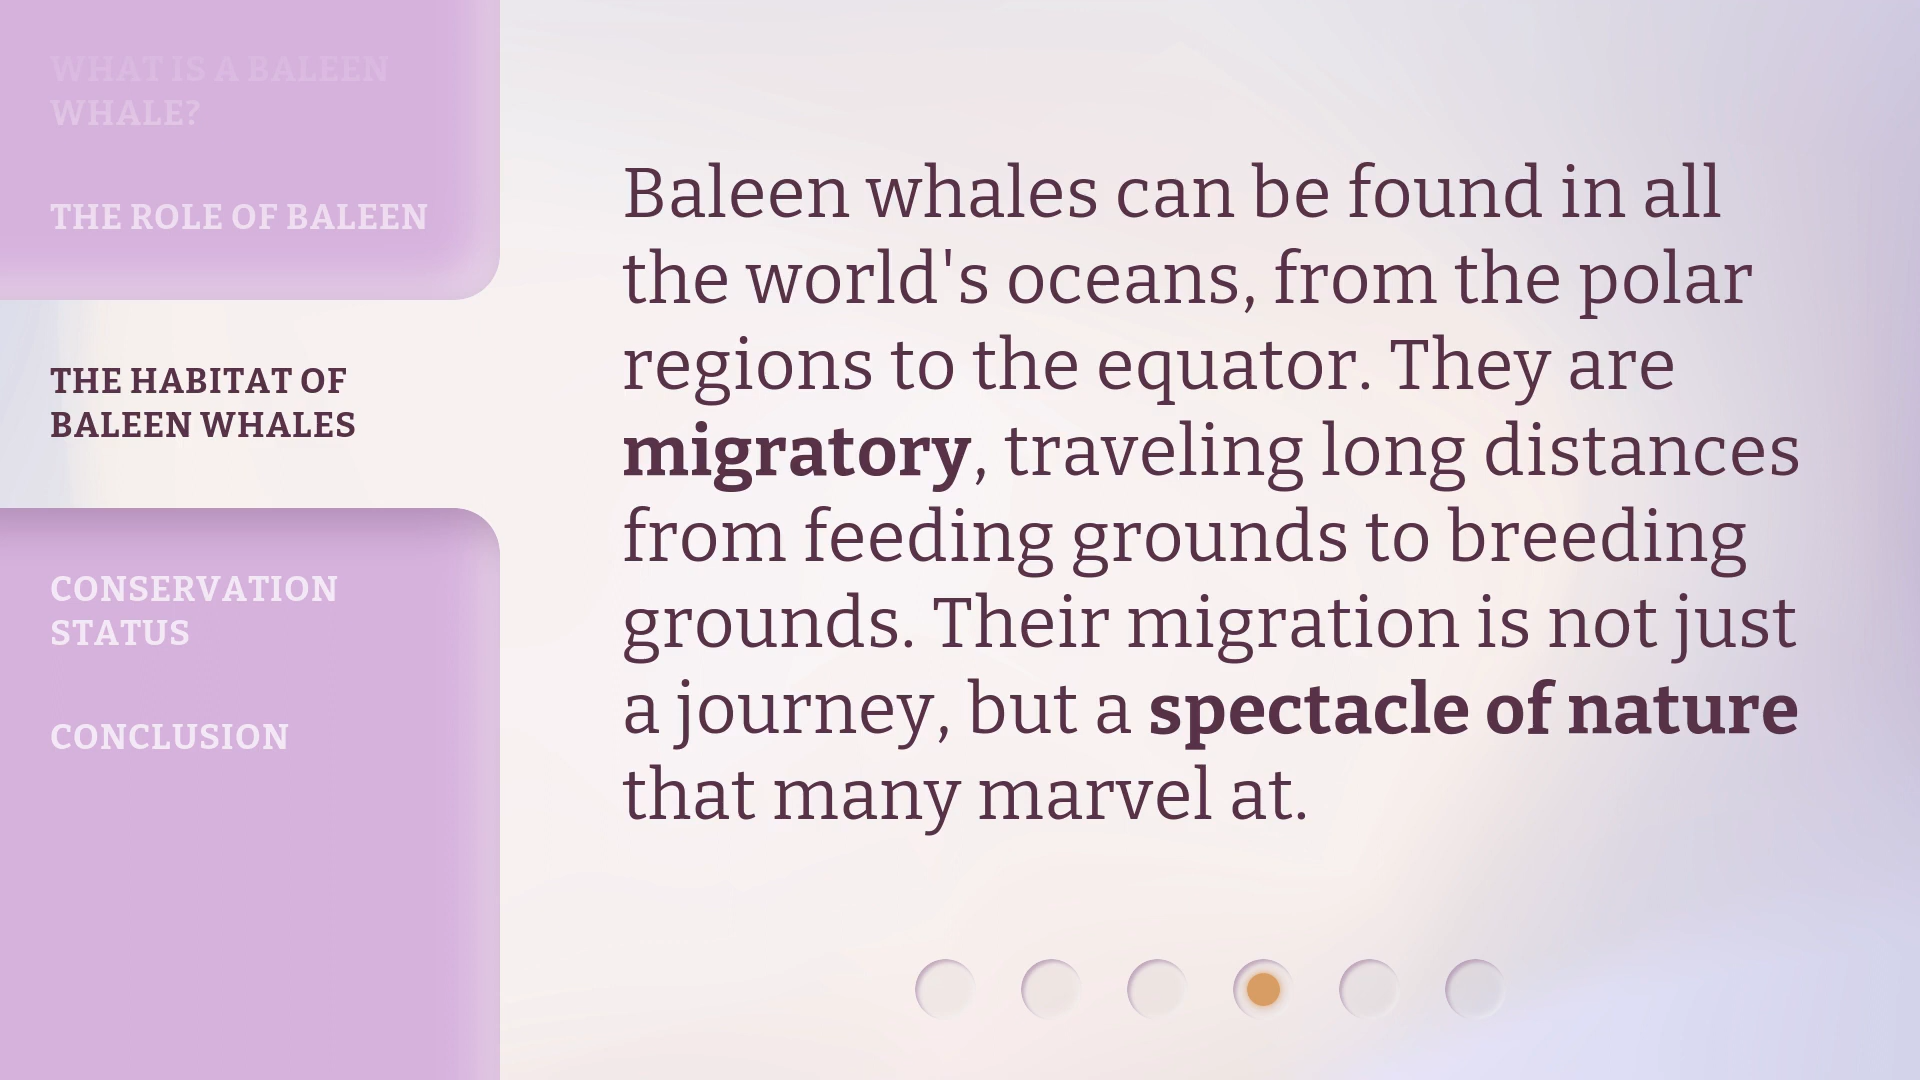 WHAT IS A BALEEN
WHALE?
THE ROLE OF BALEEN
THE HABITAT OF
BALEEN WHALES
CONSERVATION
STATUS
CONCLUSION
Baleen whales can be found in all
the world's oceans, from the polar
regions to the equator. They are
migratory, traveling long distances
from feeding grounds to breeding
grounds. Their migration is not just
a journey, but a spectacle of nature
that many marvel at.